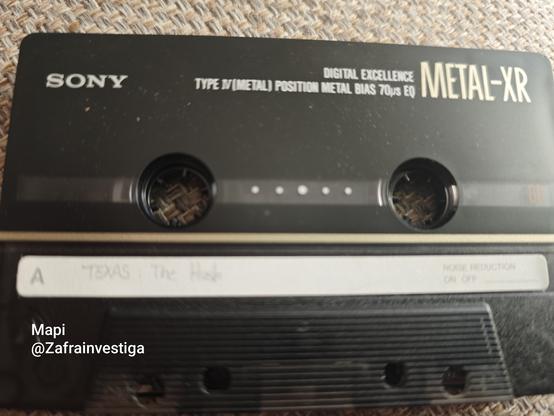 SONY
DIGITAL EXCELLENCE
TYPE IV (METAL) POSITION METAL BIAS 70µs EQ
METAL-XR
A
TEXAS: The Hush
NOISE REDUCTION
ON OFF
Mapi
@Zafrainvestiga